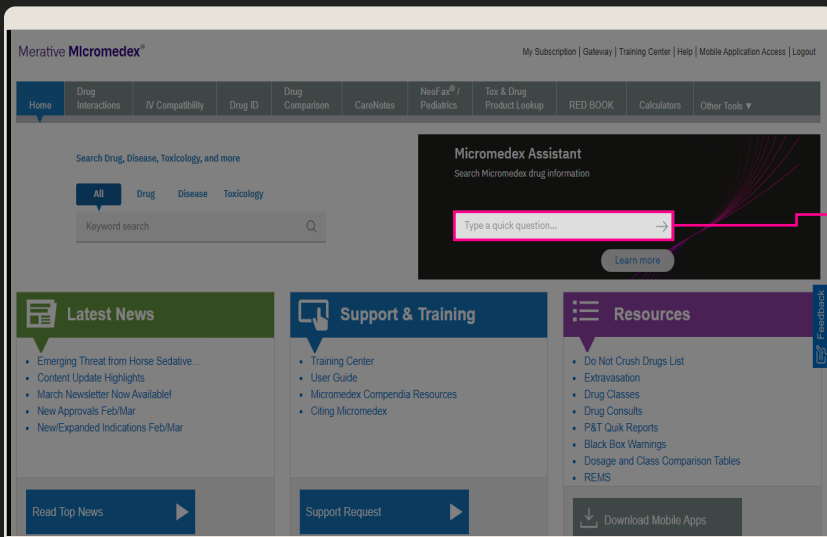 Merative Micromedex®
My Subscription | Gateway | Training Center | Help | Mobile Application Access | Logout
Home
Drug
Interactions
IV Compatibility
Drug ID
Drug
Comparison
CareNotes
NeoFax® /
Pediatrics
Tox & Drug
Product Lookup
RED BOOK
Calculators
Other Tools ▼
Search Drug, Disease, Toxicology, and more
All Drug Disease Toxicology
Keyword search
Micromedex Assistant
Search Micromedex drug information
Type a quick question...
Learn more
Latest News
Emerging Threat from Horse Sedative...
Content Update Highlights
March Newsletter Now Available!
New Approvals Feb/Mar
New/Expanded Indications Feb/Mar
Read Top News
Support & Training
Training Center
User Guide
Micromedex Compendia Resources
Citing Micromedex
Support Request
Resources
Do Not Crush Drugs List
Extravasation
Drug Classes
Drug Consults
P&T Quik Reports
Black Box Warnings
Dosage and Class Comparison Tables
REMS
Download Mobile Apps
Feedback